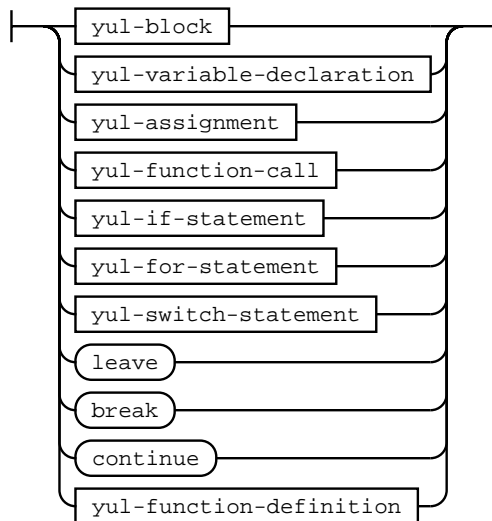 yul-block
yul-variable-declaration
yul-assignment
yul-function-call
yul-if-statement
yul-for-statement
yul-switch-statement
leave
break
continue
yul-function-definition